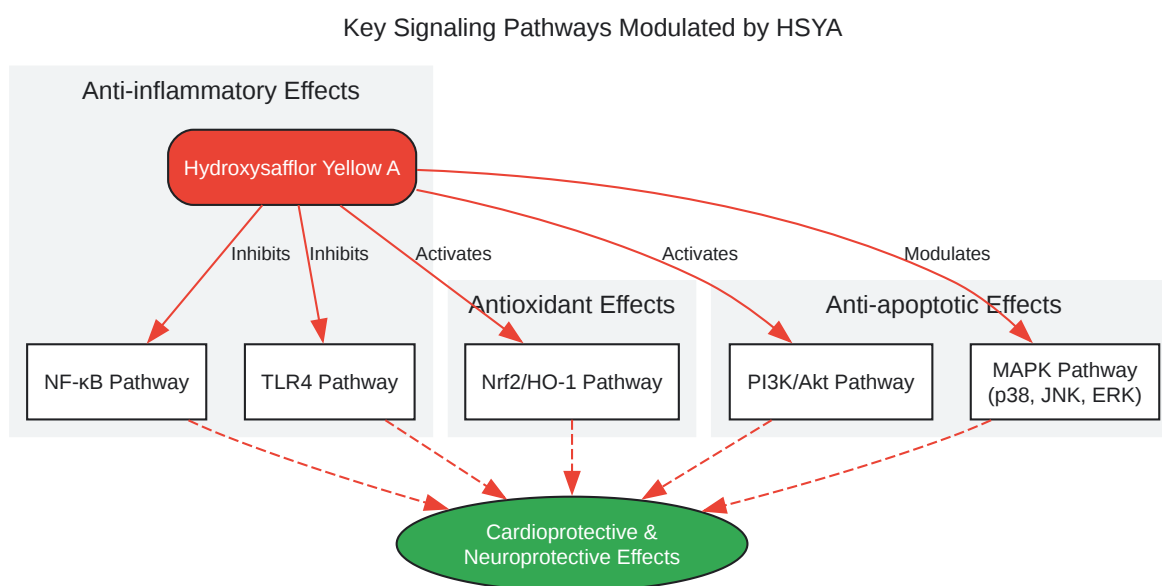 Key Signaling Pathways Modulated by HSYA
Anti-inflammatory Effects
Hydroxysafflor Yellow A
Inhibits
Inhibits
Activates
Activates
Modulates
Antioxidant Effects
Anti-apoptotic Effects
NF-κB Pathway
TLR4 Pathway
Nrf2/HO-1 Pathway
PI3K/Akt Pathway
MAPK Pathway
(p38, JNK, ERK)
Cardioprotective &
Neuroprotective Effects